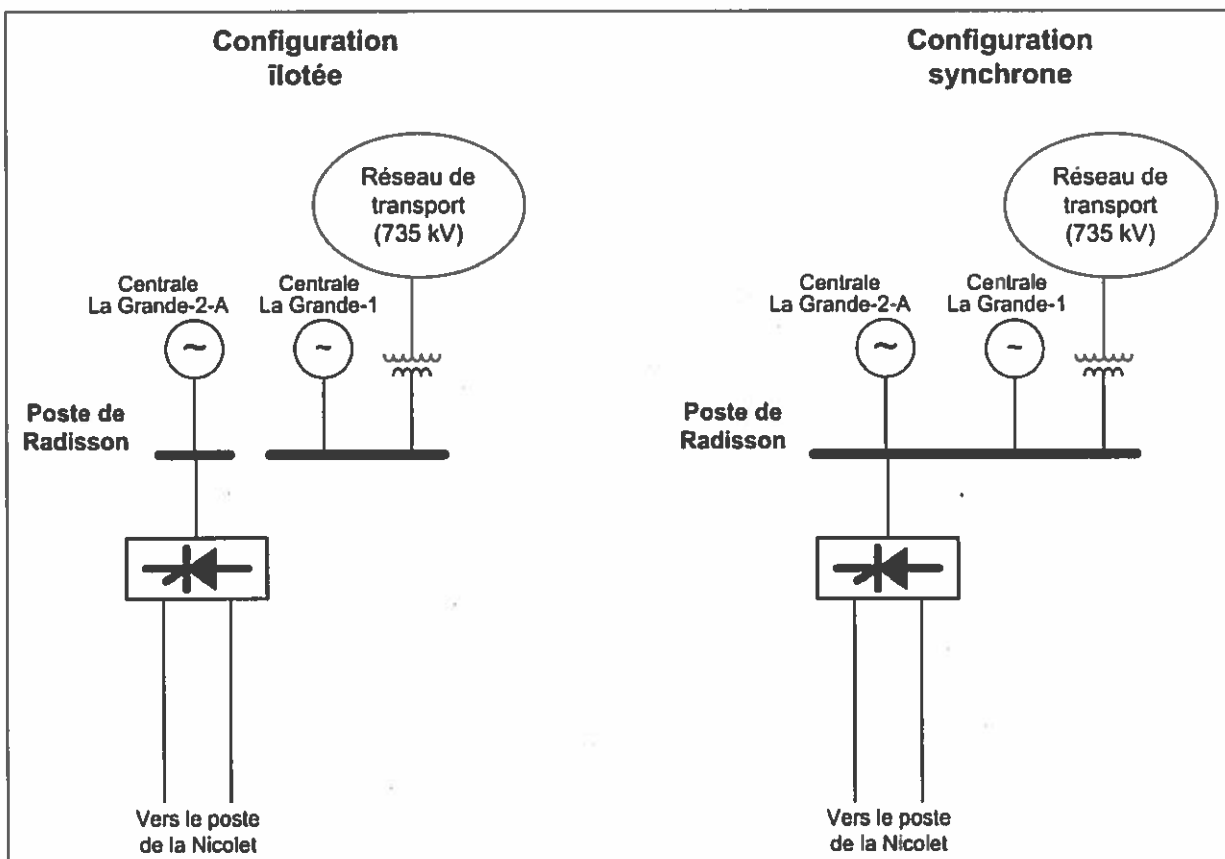 Configuration
îlotée
Réseau de
transport
(735 kV)
Centrale
La Grande-2-A
Centrale
La Grande-1
~
~
Poste de
Radisson
Vers le poste
de la Nicolet
Configuration
synchrone
Réseau de
transport
(735 kV)
Centrale
La Grande-2-A
Centrale
La Grande-1
~
~
Poste de
Radisson
Vers le poste
de la Nicolet